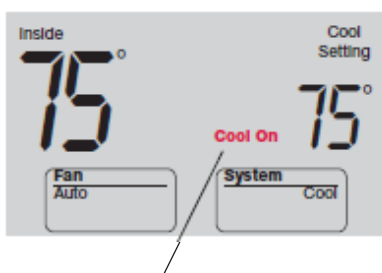 Inside
Cool
Setting
75°
75°
Cool On
Fan
Auto
System
Cool